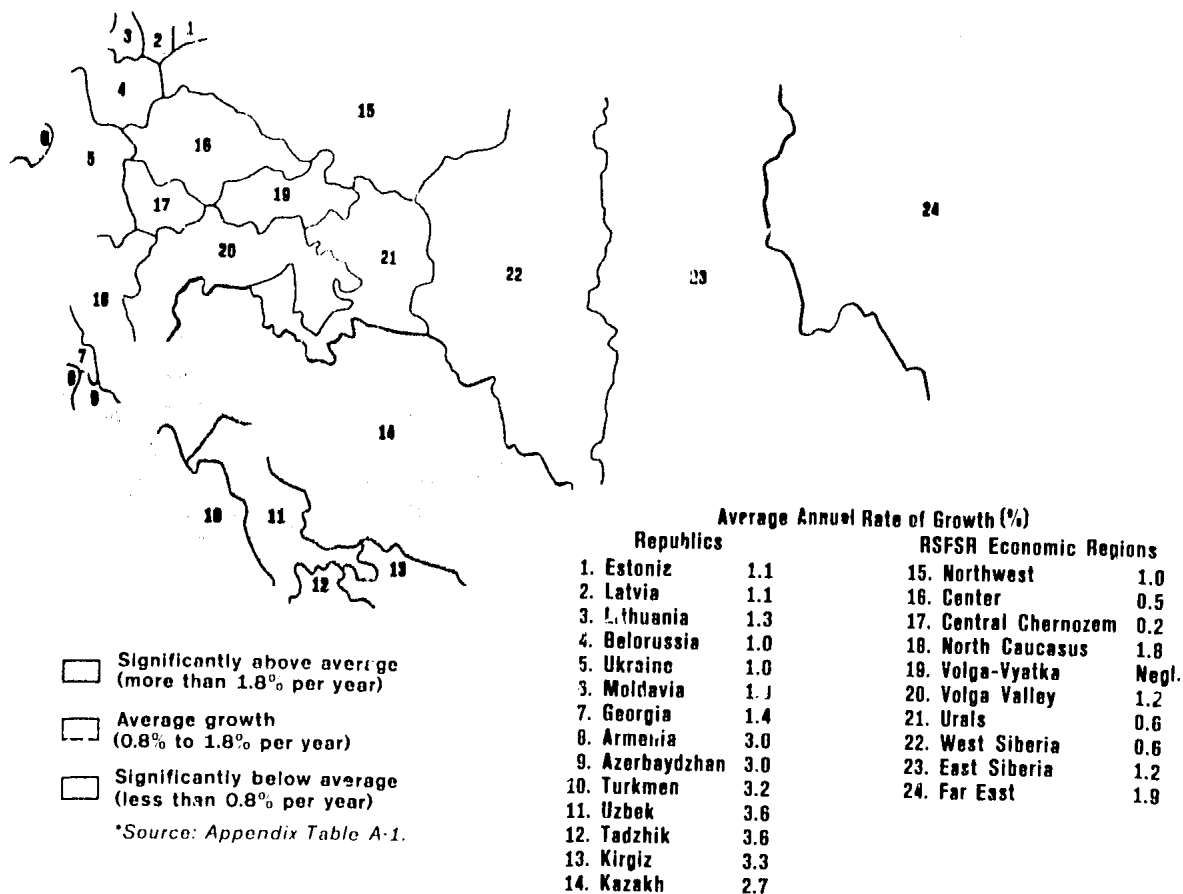 3
2
1
4
15
5
16
19
17
24
20
21
22
23
18
7
14
10
11
13
12
Average Annual Rate of Growth (%)
Republics
1. Estonia 1.1
2. Latvia 1.1
3. Lithuania 1.3
4. Belorussia 1.0
5. Ukraine 1.0
Moldavia
7. Georgia 1.4
8. Armenia 3.0
9. Azerbaydzhan 3.0
10. Turkmen 3.2
11. Uzbek 3.6
12. Tadzhik 3.6
13. Kirgiz 3.3
14. Kazakh 2.7
RSFSR Economic Regions
15. Northwest 1.0
16. Center 0.5
17. Central Chernozem 0.2
18. North Caucasus 1.8
19. Volga-Vyatka Negl.
20. Volga Valley 1.2
21. Urals 0.6
22. West Siberia 0.6
23. East Siberia 1.2
24. Far East 1.9
Significantly above average
(more than 1.8% per year)
Average growth
(0.8% to 1.8% per year)
Significantly below average
(less than 0.8% per year)
*Source: Appendix Table A-1.